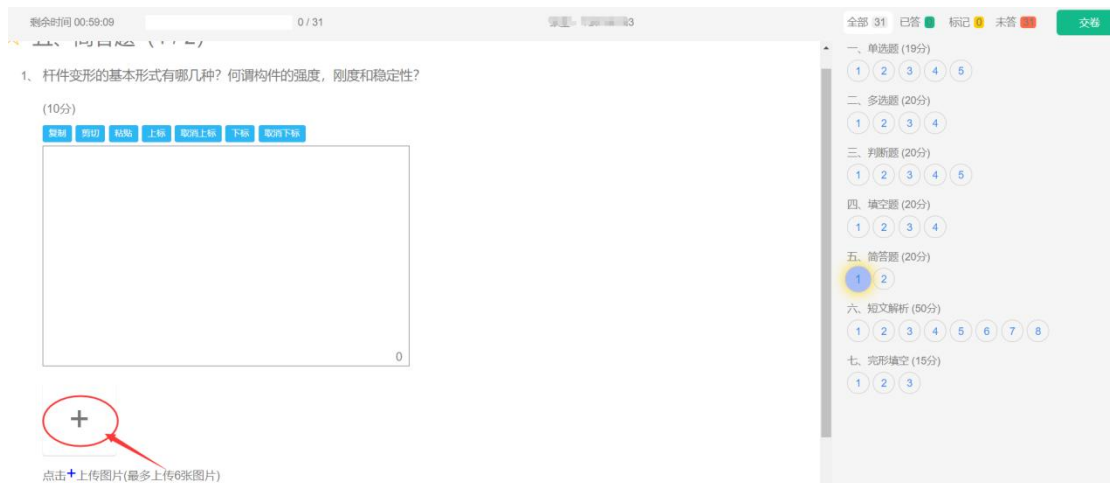 剩余时间 00:59:09
0 / 31
3
全部 31 已答 标记 0 未答 31
交卷
1、杆件变形的基本形式有哪几种？何谓构件的强度，刚度和稳定性？
(10分)
复制 剪切 粘贴 上标 取消上标 下标 取消下标
0
+
点击+上传图片(最多上传6张图片)
一、单选题 (19分)
1 2 3 4 5
二、多选题 (20分)
1 2 3 4
三、判断题 (20分)
1 2 3 4 5
四、填空题 (20分)
1 2 3 4
五、简答题 (20分)
1 2
六、短文解析 (50分)
1 2 3 4 5 6 7 8
七、完形填空 (15分)
1 2 3